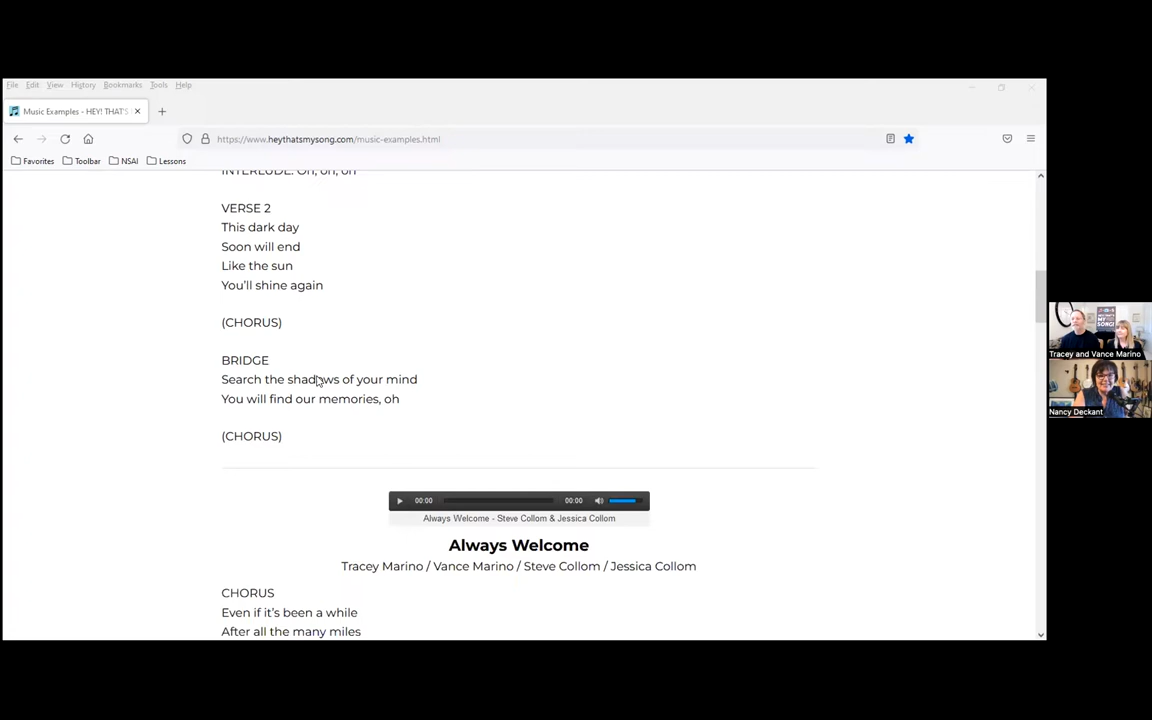 File Edit View History Bookmarks Tools Help
Music Examples - HEY! THAT'S
https://www.heythatsmysong.com/music-examples.html
Favorites Toolbar NSAI Lessons
INTERLUDE: Oh, oh, oh
VERSE 2
This dark day
Soon will end
Like the sun
You'll shine again
(CHORUS)
BRIDGE
Search the shadows of your mind
You will find our memories, oh
(CHORUS)
00:00 00:00
Always Welcome - Steve Collom & Jessica Collom
Always Welcome
Tracey Marino / Vance Marino / Steve Collom / Jessica Collom
CHORUS
Even if it's been a while
After all the many miles
MY
SONG!
Tracey and Vance Marino
Nancy Deckant